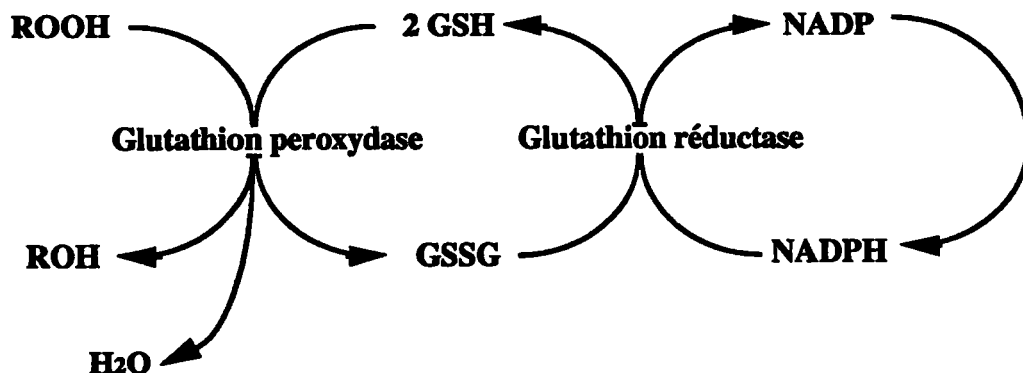 ROOH 2 GSH NADP
Glutathion peroxydase Glutathion réductase
ROH GSSG NADPH
H2O